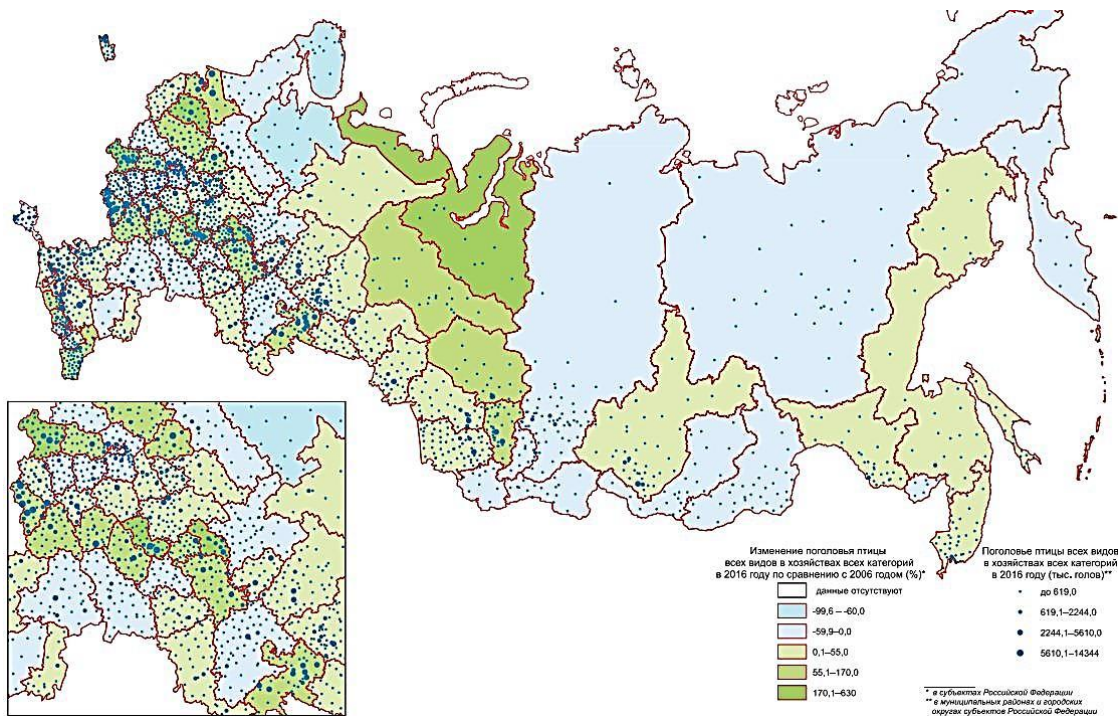 Изменение поголовья птицы
всех видов в хозяйствах всех категорий
в 2016 году по сравнению с 2006 годом (%)*
данные отсутствуют
-99,6 – -60,0
-59,9–0,0
0,1–55,0
55,1–170,0
170,1–630
Поголовье птицы всех видов
в хозяйствах всех категорий
в 2016 году (тыс. голов)**
до 619,0
619,1–2244,0
2244,1–5610,0
5610,1–14344
* в субъектах Российской Федерации
** в муниципальных районах и городских
округах субъектов Российской Федерации